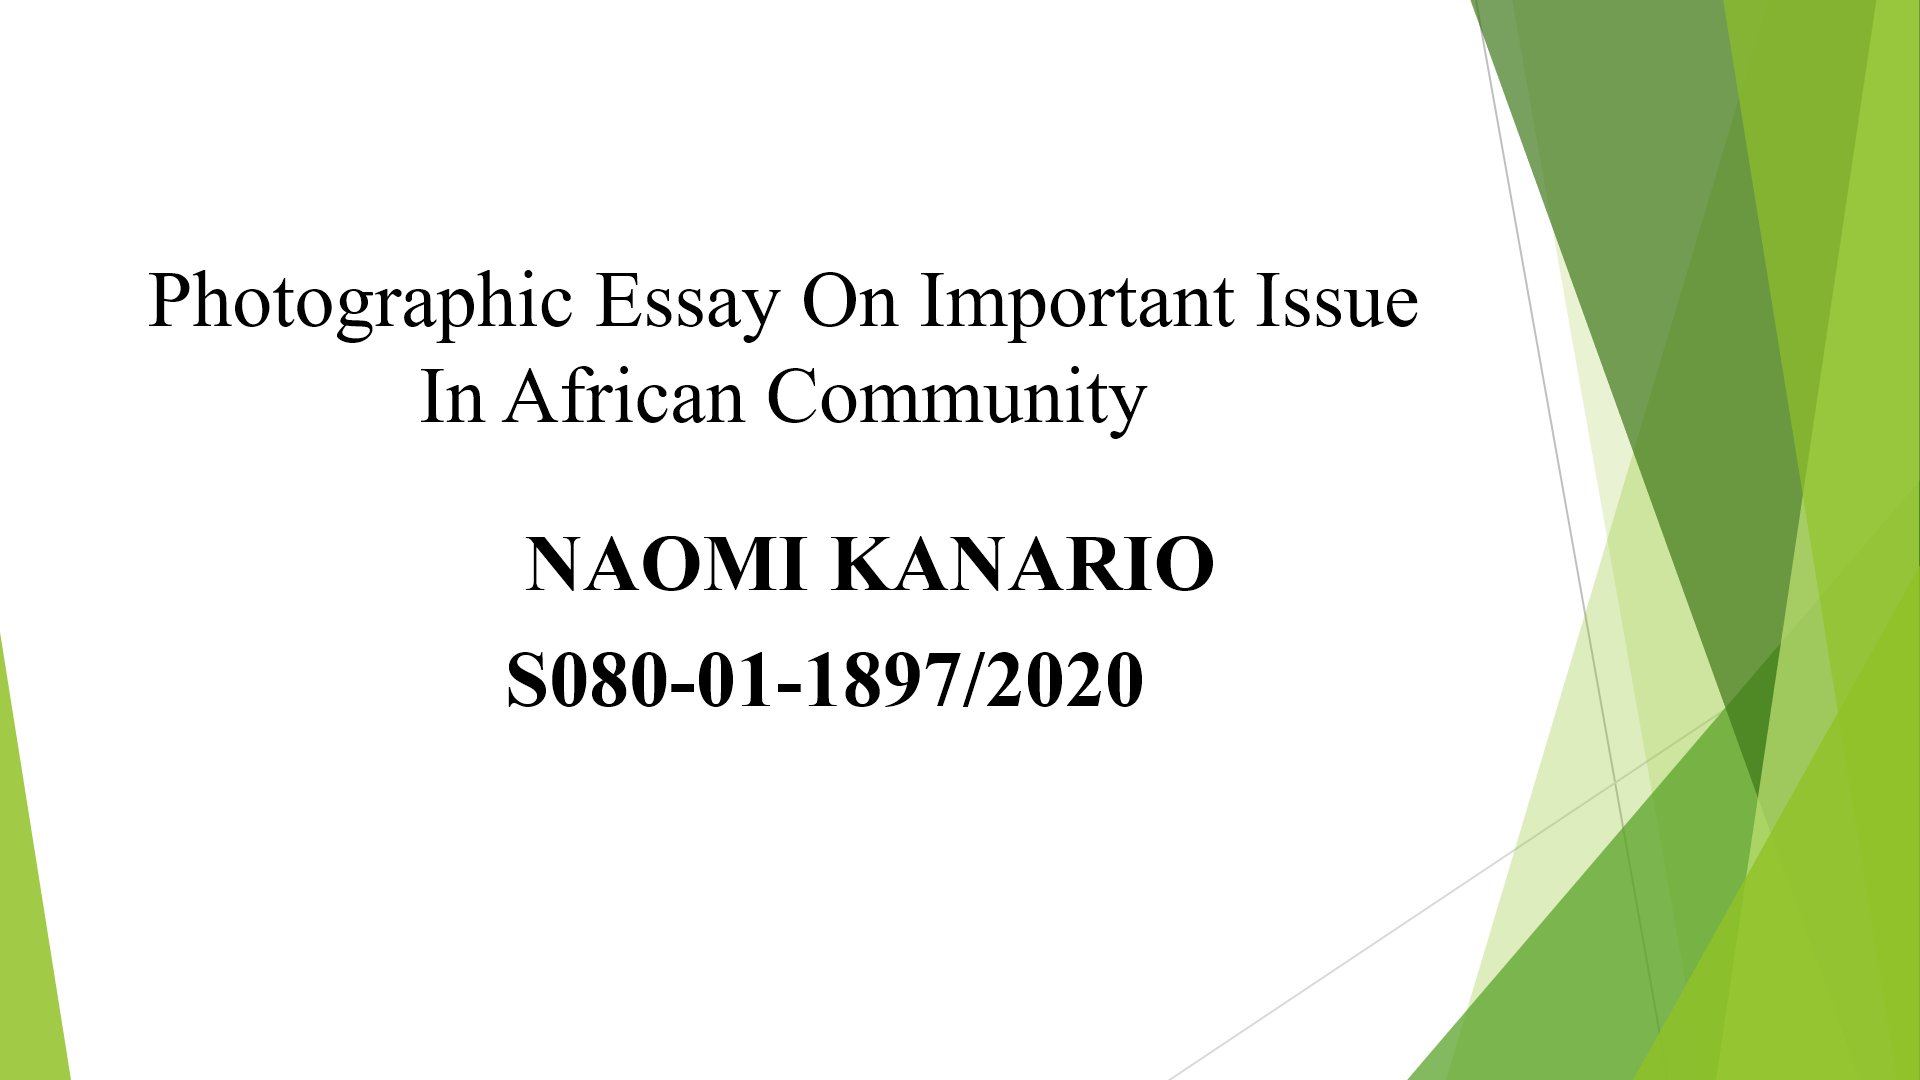 Photographic Essay On Important Issue
In African Community
NAOMI KANARIO
S080-01-1897/2020